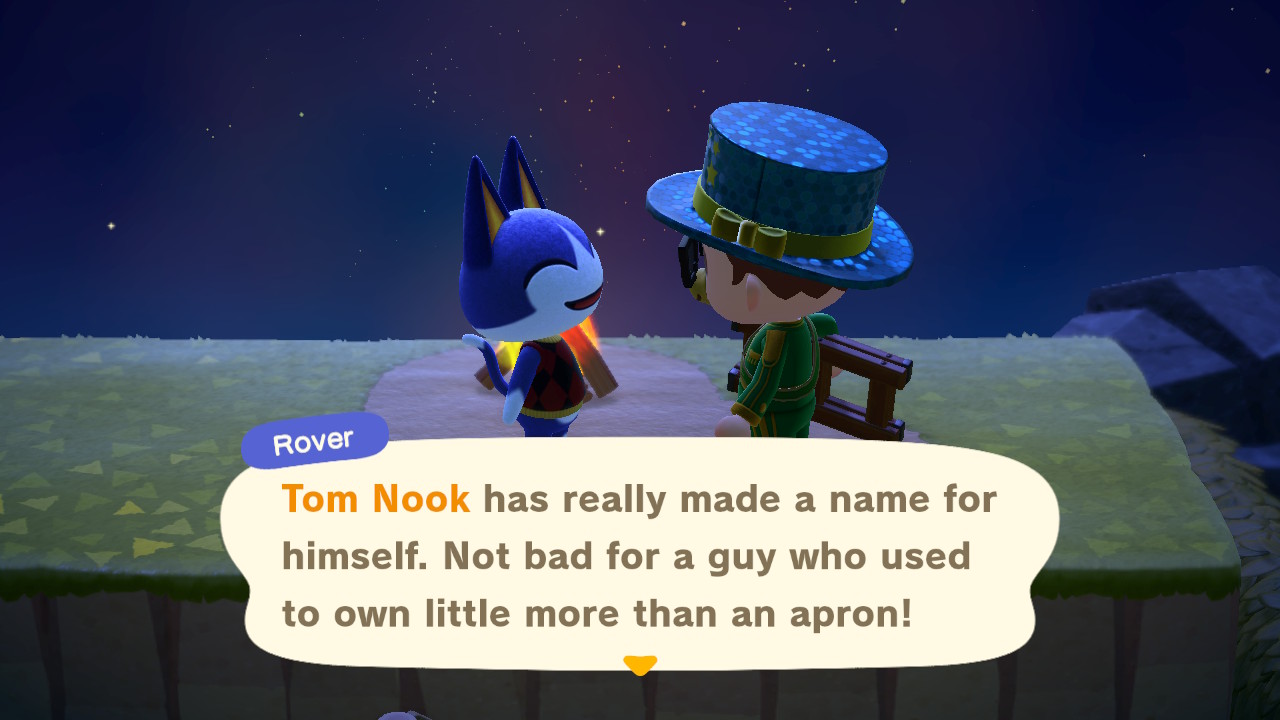 Rover
Tom Nook has really made a name for
himself. Not bad for a guy who used
to own little more than an apron!